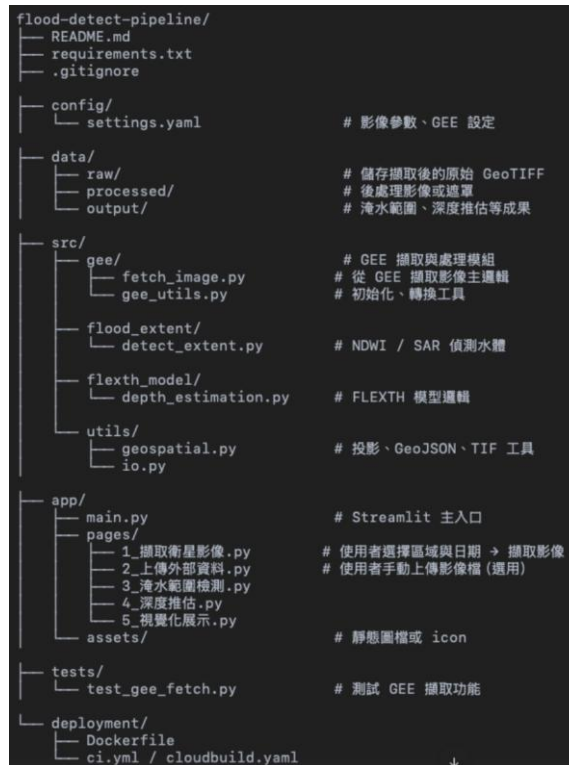 flood-detect-pipeline/
├── README.md
├── requirements.txt
├── .gitignore
├── config/
│   └── settings.yaml # 影像參數、GEE 設定
├── data/
│   ├── raw/ # 儲存擷取後的原始 GeoTIFF
│   ├── processed/ # 後處理影像或遮罩
│   └── output/ # 淹水範圍、深度推估等成果
├── src/
│   ├── gee/ # GEE 擷取與處理模組
│   │   ├── fetch_image.py # 從 GEE 擷取影像主邏輯
│   │   └── gee_utils.py # 初始化、轉換工具
│   ├── flood_extent/
│   │   └── detect_extent.py # NDWI / SAR 偵測水體
│   ├── flexth_model/
│   │   └── depth_estimation.py # FLEXTH 模型邏輯
│   └── utils/
│       ├── geospatial.py # 投影、GeoJSON、TIF 工具
│       └── io.py
├── app/
│   ├── main.py # Streamlit 主入口
│   ├── pages/
│   │   ├── 1_擷取衛星影像.py # 使用者選擇區域與日期 → 擷取影像
│   │   ├── 2_上傳外部資料.py # 使用者手動上傳影像檔(選用)
│   │   ├── 3_淹水範圍檢測.py
│   │   ├── 4_深度推估.py
│   │   └── 5_視覺化展示.py
│   └── assets/ # 靜態圖檔或 icon
├── tests/
│   └── test_gee_fetch.py # 測試 GEE 擷取功能
└── deployment/
    ├── Dockerfile
    └── ci.yml / cloudbuild.yaml